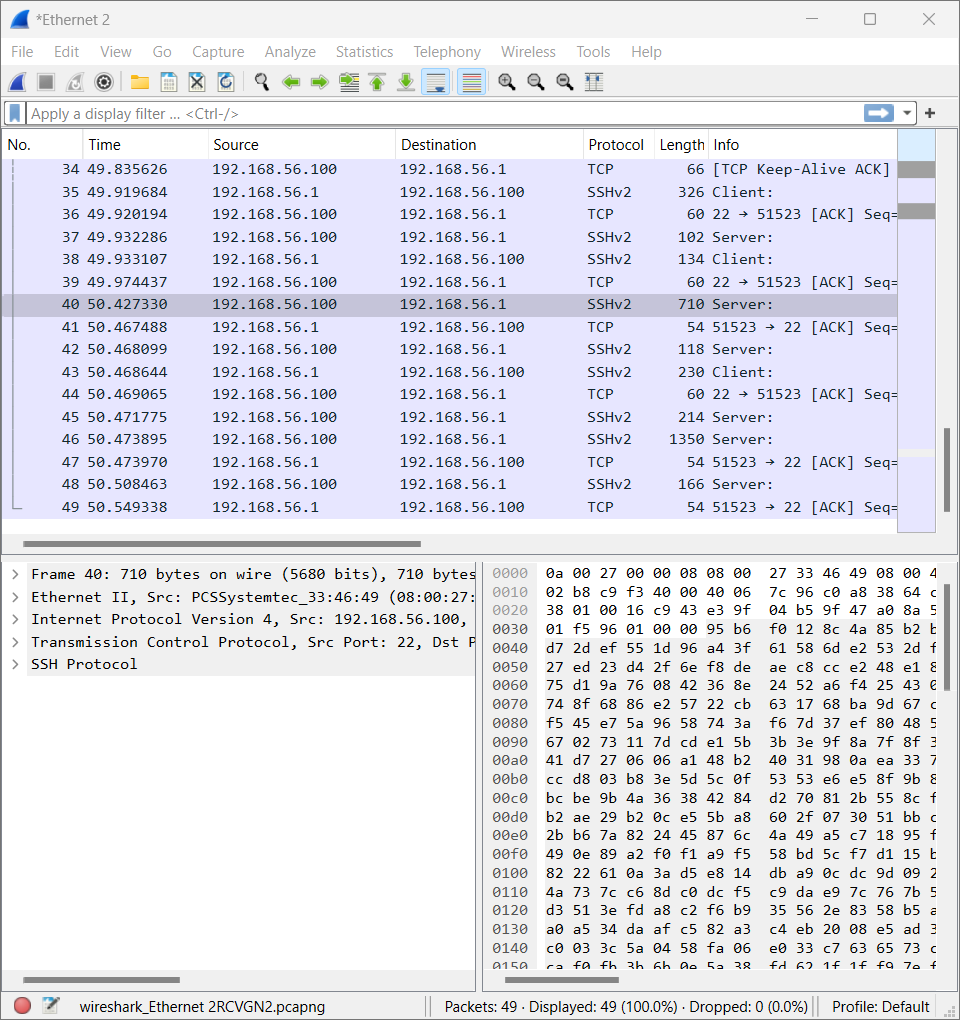 *Ethernet 2
File Edit View Go Capture Analyze Statistics Telephony Wireless Tools Help
Apply a display filter … <Ctrl-/>
No. Time Source Destination Protocol Length Info
34 49.835626 192.168.56.100 192.168.56.1 TCP 66 [TCP Keep-Alive ACK]
35 49.919684 192.168.56.1 192.168.56.100 SSHv2 326 Client:
36 49.920194 192.168.56.100 192.168.56.1 TCP 60 22 → 51523 [ACK] Seq=
37 49.932286 192.168.56.100 192.168.56.1 SSHv2 102 Server:
38 49.933107 192.168.56.1 192.168.56.100 SSHv2 134 Client:
39 49.974437 192.168.56.100 192.168.56.1 TCP 60 22 → 51523 [ACK] Seq=
40 50.427330 192.168.56.100 192.168.56.1 SSHv2 710 Server:
41 50.467488 192.168.56.1 192.168.56.100 TCP 54 51523 → 22 [ACK] Seq=
42 50.468099 192.168.56.100 192.168.56.1 SSHv2 118 Server:
43 50.468644 192.168.56.1 192.168.56.100 SSHv2 230 Client:
44 50.469065 192.168.56.100 192.168.56.1 TCP 60 22 → 51523 [ACK] Seq=
45 50.471775 192.168.56.100 192.168.56.1 SSHv2 214 Server:
46 50.473895 192.168.56.100 192.168.56.1 SSHv2 1350 Server:
47 50.473970 192.168.56.1 192.168.56.100 TCP 54 51523 → 22 [ACK] Seq=
48 50.508463 192.168.56.100 192.168.56.1 SSHv2 166 Server:
49 50.549338 192.168.56.1 192.168.56.100 TCP 54 51523 → 22 [ACK] Seq=
Frame 40: 710 bytes on wire (5680 bits), 710 bytes
Ethernet II, Src: PCSSystemtec_33:46:49 (08:00:27:
Internet Protocol Version 4, Src: 192.168.56.100,
Transmission Control Protocol, Src Port: 22, Dst P
SSH Protocol
0000 0a 00 27 00 00 08 08 00 27 33 46 49 08 00 4
0010 02 b8 c9 f3 40 00 40 06 7c 96 c0 a8 38 64 c
0020 38 01 00 16 c9 43 e3 9f 04 b5 9f 47 a0 8a 5
0030 01 f5 96 01 00 00 95 b6 f0 12 8c 4a 85 b2 b
0040 d7 2d ef 55 1d 96 a4 3f 61 58 6d e2 53 2d f
0050 27 ed 23 d4 2f 6e f8 de ae c8 cc e2 48 e1 8
0060 75 d1 9a 76 08 42 36 8e 24 52 a6 f4 25 43 0
0070 74 8f 68 86 e2 57 22 cb 63 17 68 ba 9d 67 c
0080 f5 45 e7 5a 96 58 74 3a f6 7d 37 ef 80 48 5
0090 67 02 73 11 7d cd e1 5b 3b 3e 9f 8a 7f 8f 3
00a0 41 d7 27 06 06 a1 48 b2 40 31 98 0a ea 33 7
00b0 cc d8 03 b8 3e 5d 5c 0f 53 53 e6 e5 8f 9b 8
00c0 bc be 9b 4a 36 38 42 84 d2 70 81 2b 55 8c f
00d0 b2 ae 29 b2 0c e5 5b a8 60 2f 07 30 51 bb c
00e0 2b b6 7a 82 24 45 87 6c 4a 49 a5 c7 18 95 f
00f0 49 0e 89 a2 f0 f1 a9 f5 58 bd 5c f7 d1 15 b
0100 82 22 61 0a 3a d5 e8 14 db a9 0c dc 9d 09 2
0110 4a 73 7c c6 8d c0 dc f5 c9 da e9 7c 76 7b 5
0120 d3 51 3e fd a8 c2 f6 b9 35 56 2e 83 58 b5 a
0130 a0 a5 34 da af c5 82 a3 c4 eb 20 08 e5 ad 3
0140 c0 03 3c 5a 04 58 fa 06 e0 33 c7 63 65 73 c
0150 ca f0 fb 3b 6b 0e 5a 38 fd 62 1f 1f f9 7e f
wireshark_Ethernet 2RCVGN2.pcapng Packets: 49 · Displayed: 49 (100.0%) · Dropped: 0 (0.0%) Profile: Default